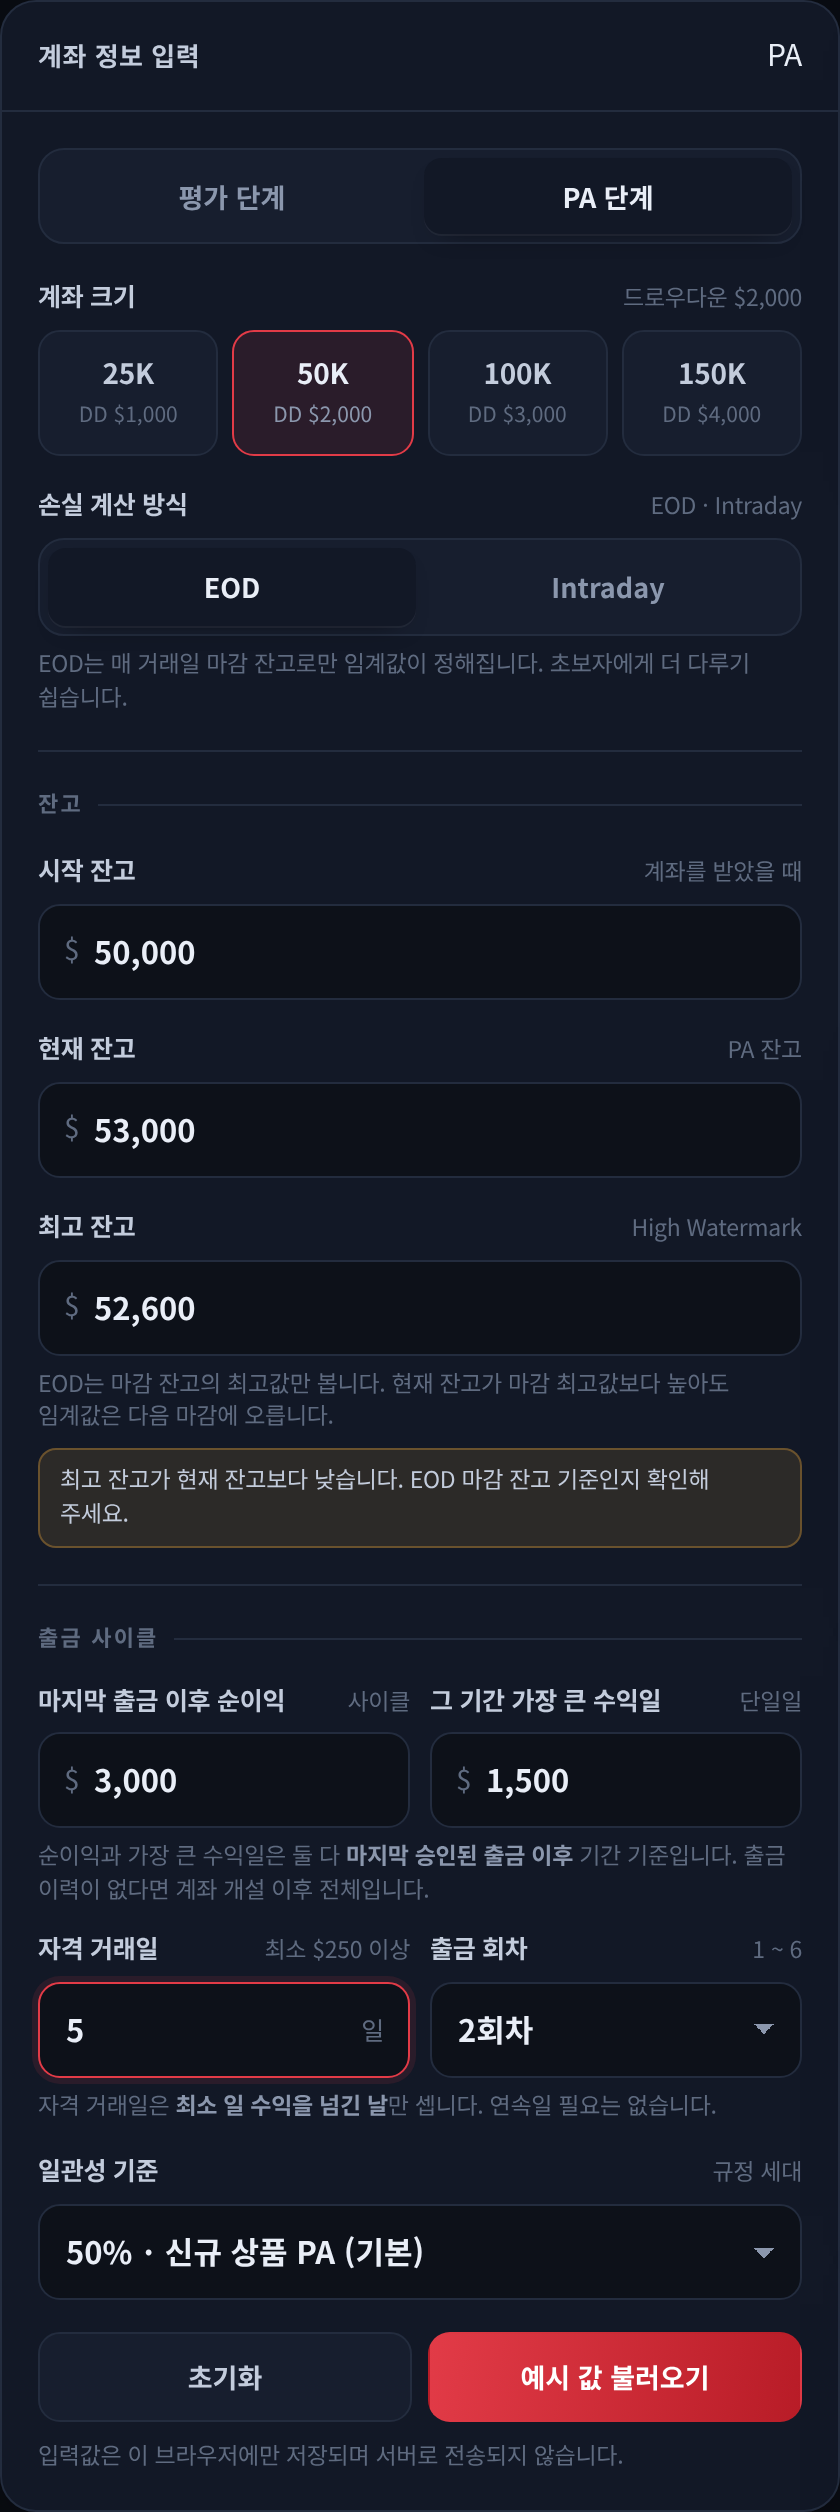 계좌 정보 입력
PA
평가 단계
PA 단계
계좌 크기
드로우다운 $2,000
25K
DD $1,000
50K
DD $2,000
100K
DD $3,000
150K
DD $4,000
손실 계산 방식
EOD · Intraday
EOD
Intraday
EOD는 매 거래일 마감 잔고로만 임계값이 정해집니다. 초보자에게 더 다루기
쉽습니다.
잔고
시작 잔고
계좌를 받았을 때
$ 50,000
현재 잔고
PA 잔고
$ 53,000
최고 잔고
High Watermark
$ 52,600
EOD는 마감 잔고의 최고값만 봅니다. 현재 잔고가 마감 최고값보다 높아도
임계값은 다음 마감에 오릅니다.
최고 잔고가 현재 잔고보다 낮습니다. EOD 마감 잔고 기준인지 확인해
주세요.
출금 사이클
마지막 출금 이후 순이익
사이클
그 기간 가장 큰 수익일
단일일
$ 3,000
$ 1,500
순이익과 가장 큰 수익일은 둘 다 마지막 승인된 출금 이후 기간 기준입니다. 출금
이력이 없다면 계좌 개설 이후 전체입니다.
자격 거래일
최소 $250 이상
출금 회차
1 ~ 6
5
일
2회차
자격 거래일은 최소 일 수익을 넘긴 날만 셉니다. 연속일 필요는 없습니다.
일관성 기준
규정 세대
50% · 신규 상품 PA (기본)
초기화
예시 값 불러오기
입력값은 이 브라우저에만 저장되며 서버로 전송되지 않습니다.